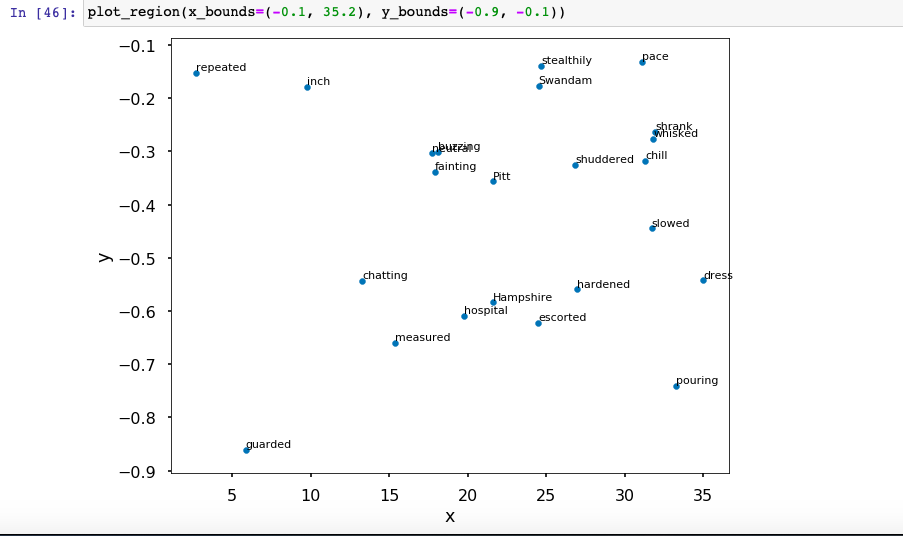 In [46]: plot_region(x_bounds=(-0.1, 35.2), y_bounds=(-0.9, -0.1))
−0.1
stealthily
pace
repeated
Swandam
inch
−0.2
shrank
whisked
−0.3
buzzing
neutral
chill
shuddered
fainting
Pitt
−0.4
slowed
−0.5
y
chatting
dress
hardened
−0.6
Hampshire
hospital
escorted
measured
−0.7
pouring
−0.8
guarded
−0.9
5 10 15 20 25 30 35
x